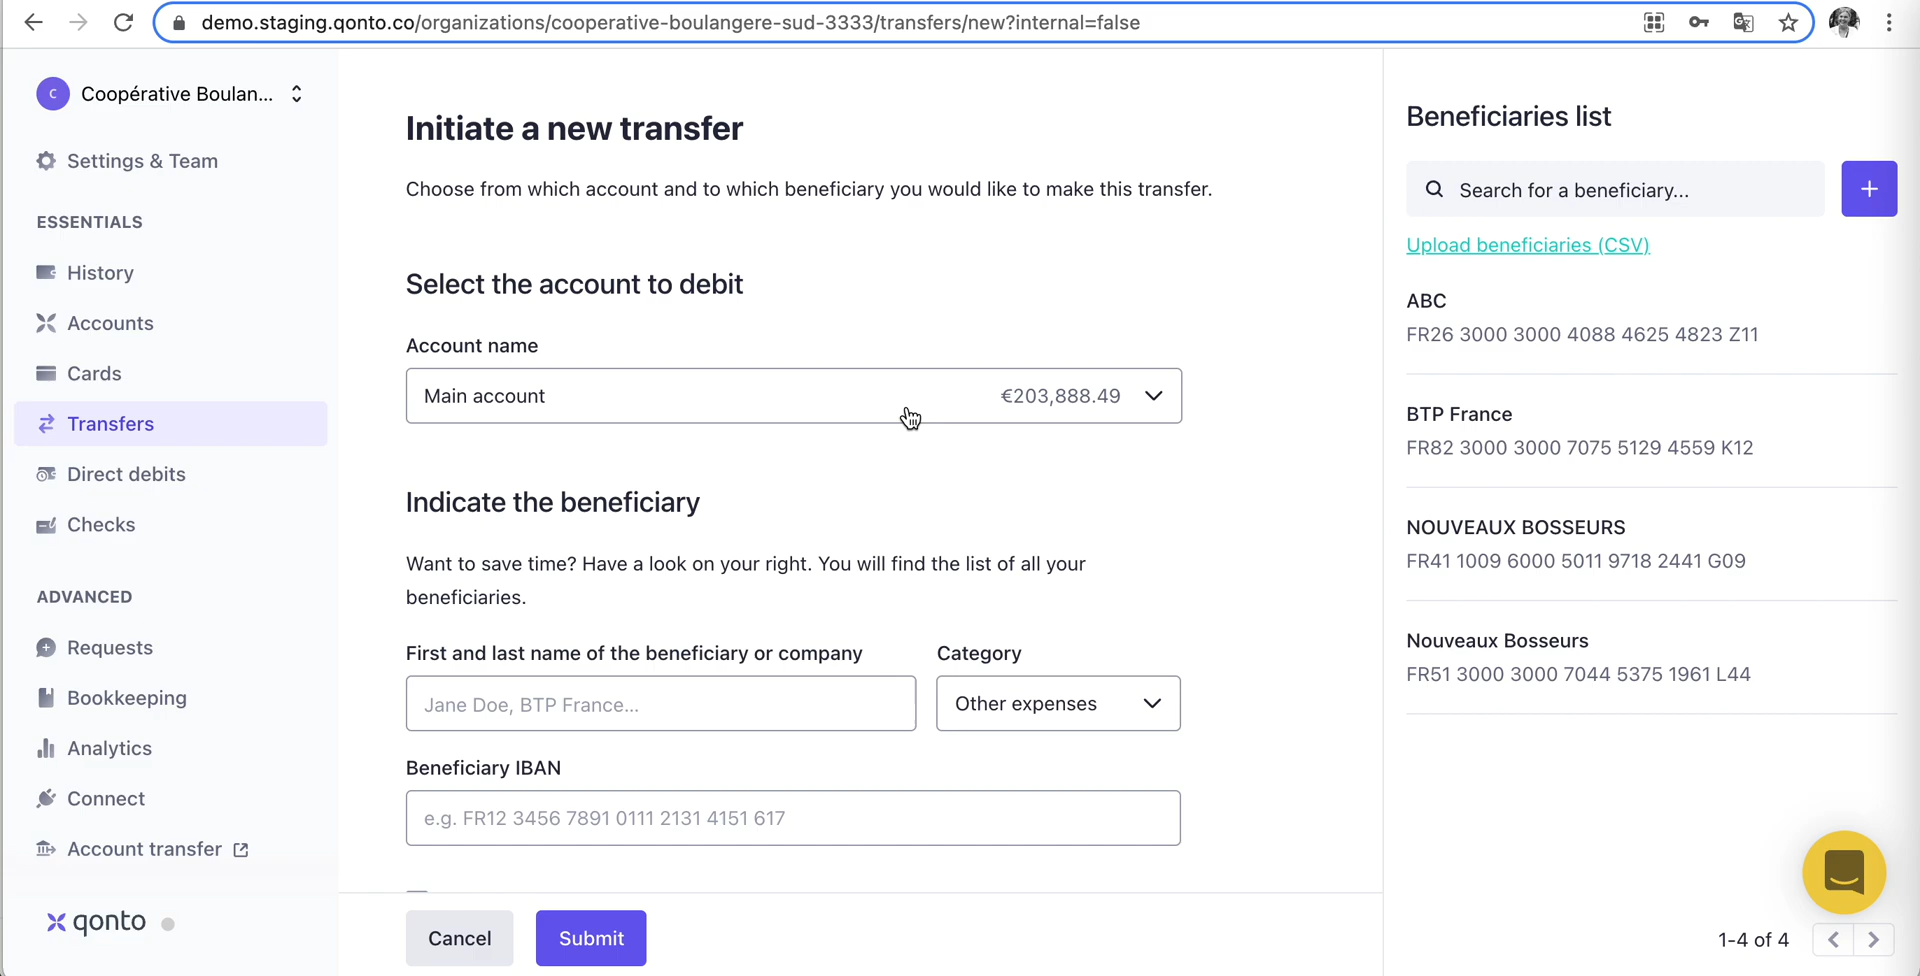 demo.staging.qonto.co/organizations/cooperative-boulangere-sud-3333/transfers/new?internal=false
C
Coopérative Boulan...
Settings & Team
ESSENTIALS
History
Accounts
Cards
Transfers
Direct debits
Checks
ADVANCED
Requests
Bookkeeping
Analytics
Connect
Account transfer
qonto
Initiate a new transfer
Choose from which account and to which beneficiary you would like to make this transfer.
Select the account to debit
Account name
Main account €203,888.49
Indicate the beneficiary
Want to save time? Have a look on your right. You will find the list of all your
beneficiaries.
First and last name of the beneficiary or company Category
Jane Doe, BTP France... Other expenses
Beneficiary IBAN
e.g. FR12 3456 7891 0111 2131 4151 617
Cancel Submit
Beneficiaries list
Search for a beneficiary...
Upload beneficiaries (CSV)
ABC
FR26 3000 3000 4088 4625 4823 Z11
BTP France
FR82 3000 3000 7075 5129 4559 K12
NOUVEAUX BOSSEURS
FR41 1009 6000 5011 9718 2441 G09
Nouveaux Bosseurs
FR51 3000 3000 7044 5375 1961 L44
1-4 of 4